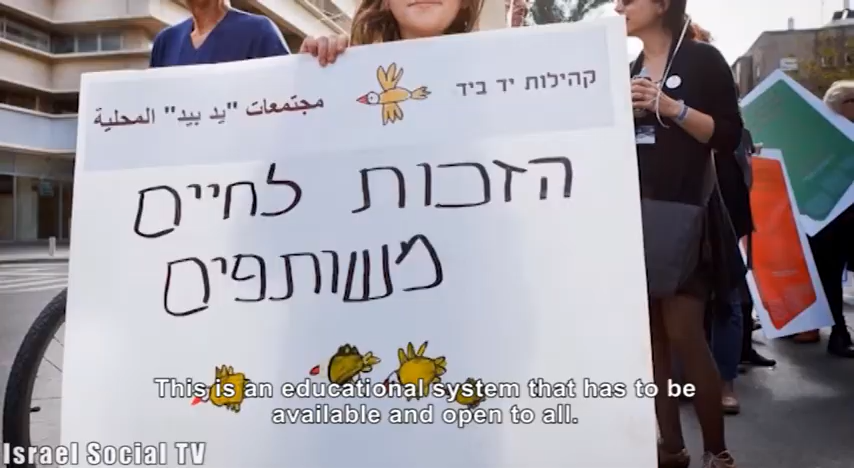 مجتمعات "يد بيد" المحلية
קהילות יד ביד
הזכות לחיים
משותפים
This is an educational system that has to be
available and open to all.
Israel Social TV